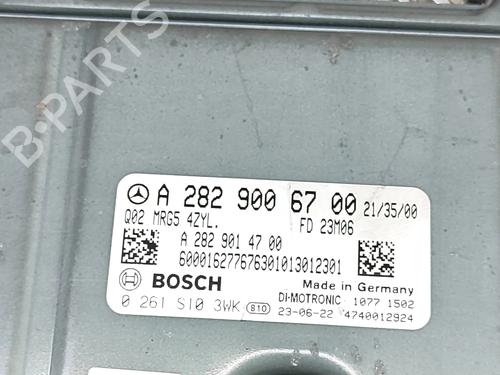 B-PARTS
A 282 900 67 00 21/35/00
Q02 MRG5 4ZYL. FD 23M06
A 282 901 47 00
600016277676301013012301
BOSCH Made in Germany
DI-MOTRONIC 1077 1502
0 261 S10 3WK 810 23-06-22 4740012924